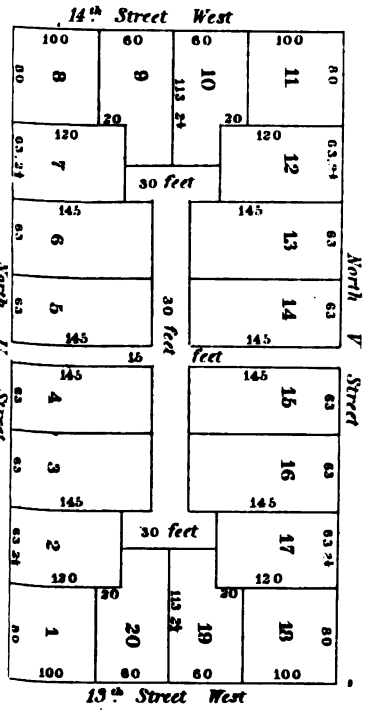 14th Street West
100 60 60 100
80 8 9 10 11 80
113 24
20 20
120 120
63.24 7 12 63.24
30 feet
145 145
63 6 13 63
North North
30 feet
63 5 14 63
V
145 145
15 feet
145 145
Street Street
63 4 15 63
63 3 16 63
145 145
30 feet
63 24 2 17 63 24
120 120
20 20
113 24
80 1 20 19 18 80
100 60 60 100
13th Street West